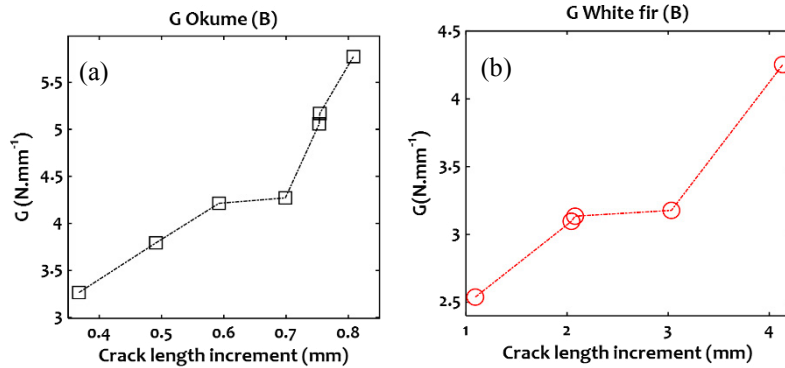 G Okume (B)
(a)
G (N.mm⁻¹)
5·5
5
4·5
4
3·5
3
0.4 0.5 0.6 0.7 0.8
Crack length increment (mm)
G White fir (B)
(b)
G(N.mm⁻¹)
4.5
4
3.5
3
2.5
1 2 3 4
Crack length increment (mm)